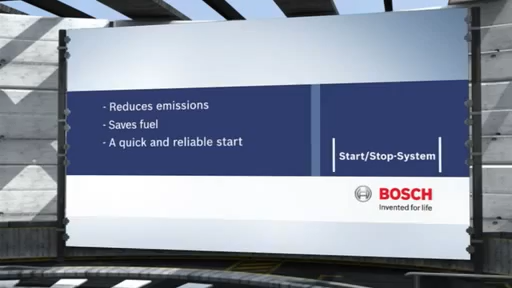 - Reduces emissions
- Saves fuel
- A quick and reliable start
Start/Stop-System
BOSCH
Invented for life